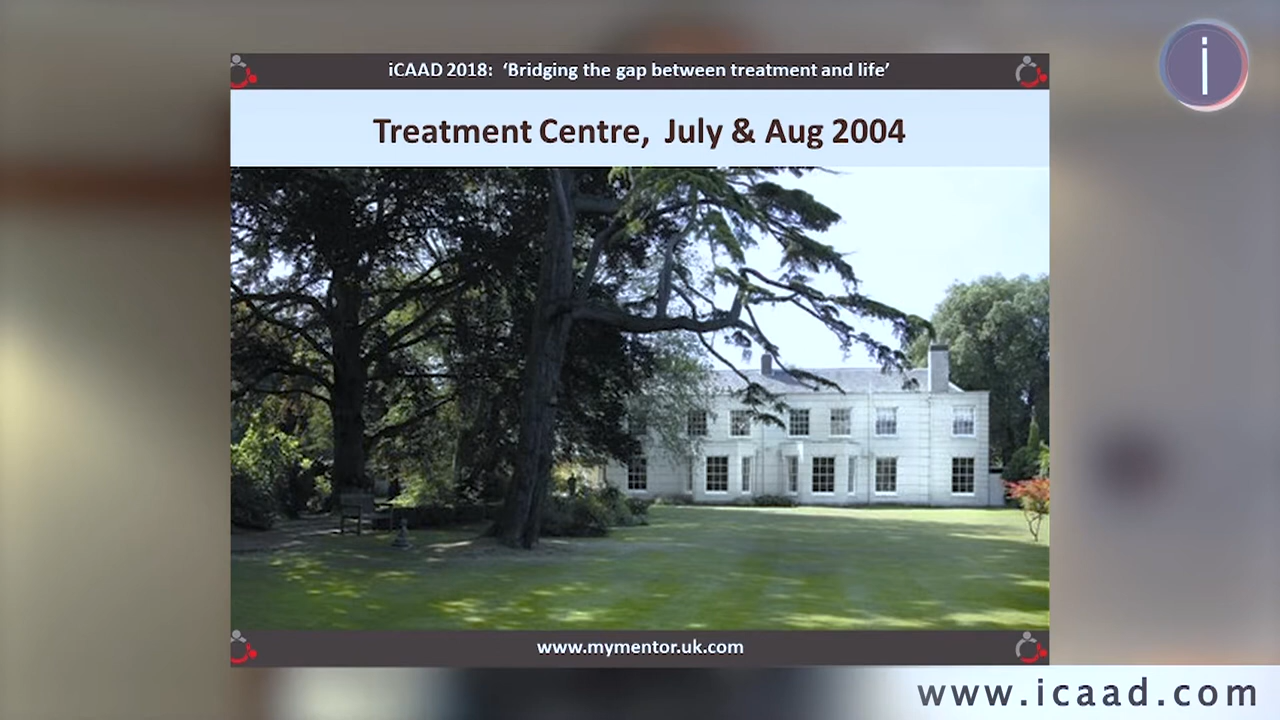 iCAAD 2018:  'Bridging the gap between treatment and life'
i
Treatment Centre,  July & Aug 2004
www.mymentor.uk.com
www.icaad.com